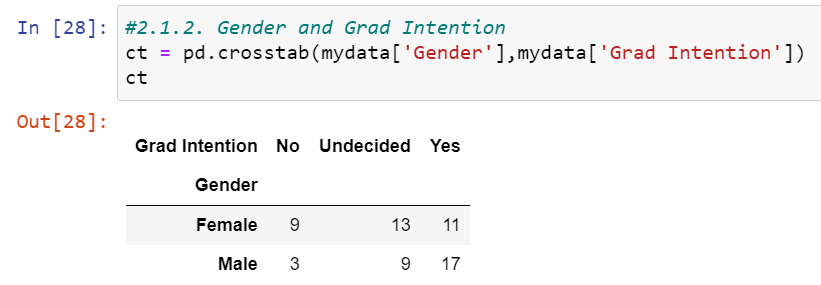 In [28]: #2.1.2. Gender and Grad Intention
ct = pd.crosstab(mydata['Gender'],mydata['Grad Intention'])
ct
Out[28]:
Grad Intention No Undecided Yes
Gender
Female 9 13 11
Male 3 9 17